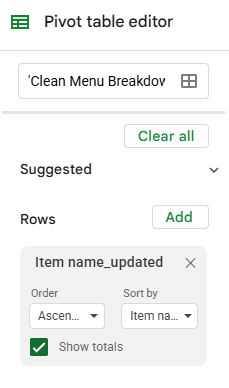 Pivot table editor
'Clean Menu Breakdow
Clear all
Suggested
Rows
Add
Item name_updated
Order
Sort by
Ascen...
Item na...
Show totals